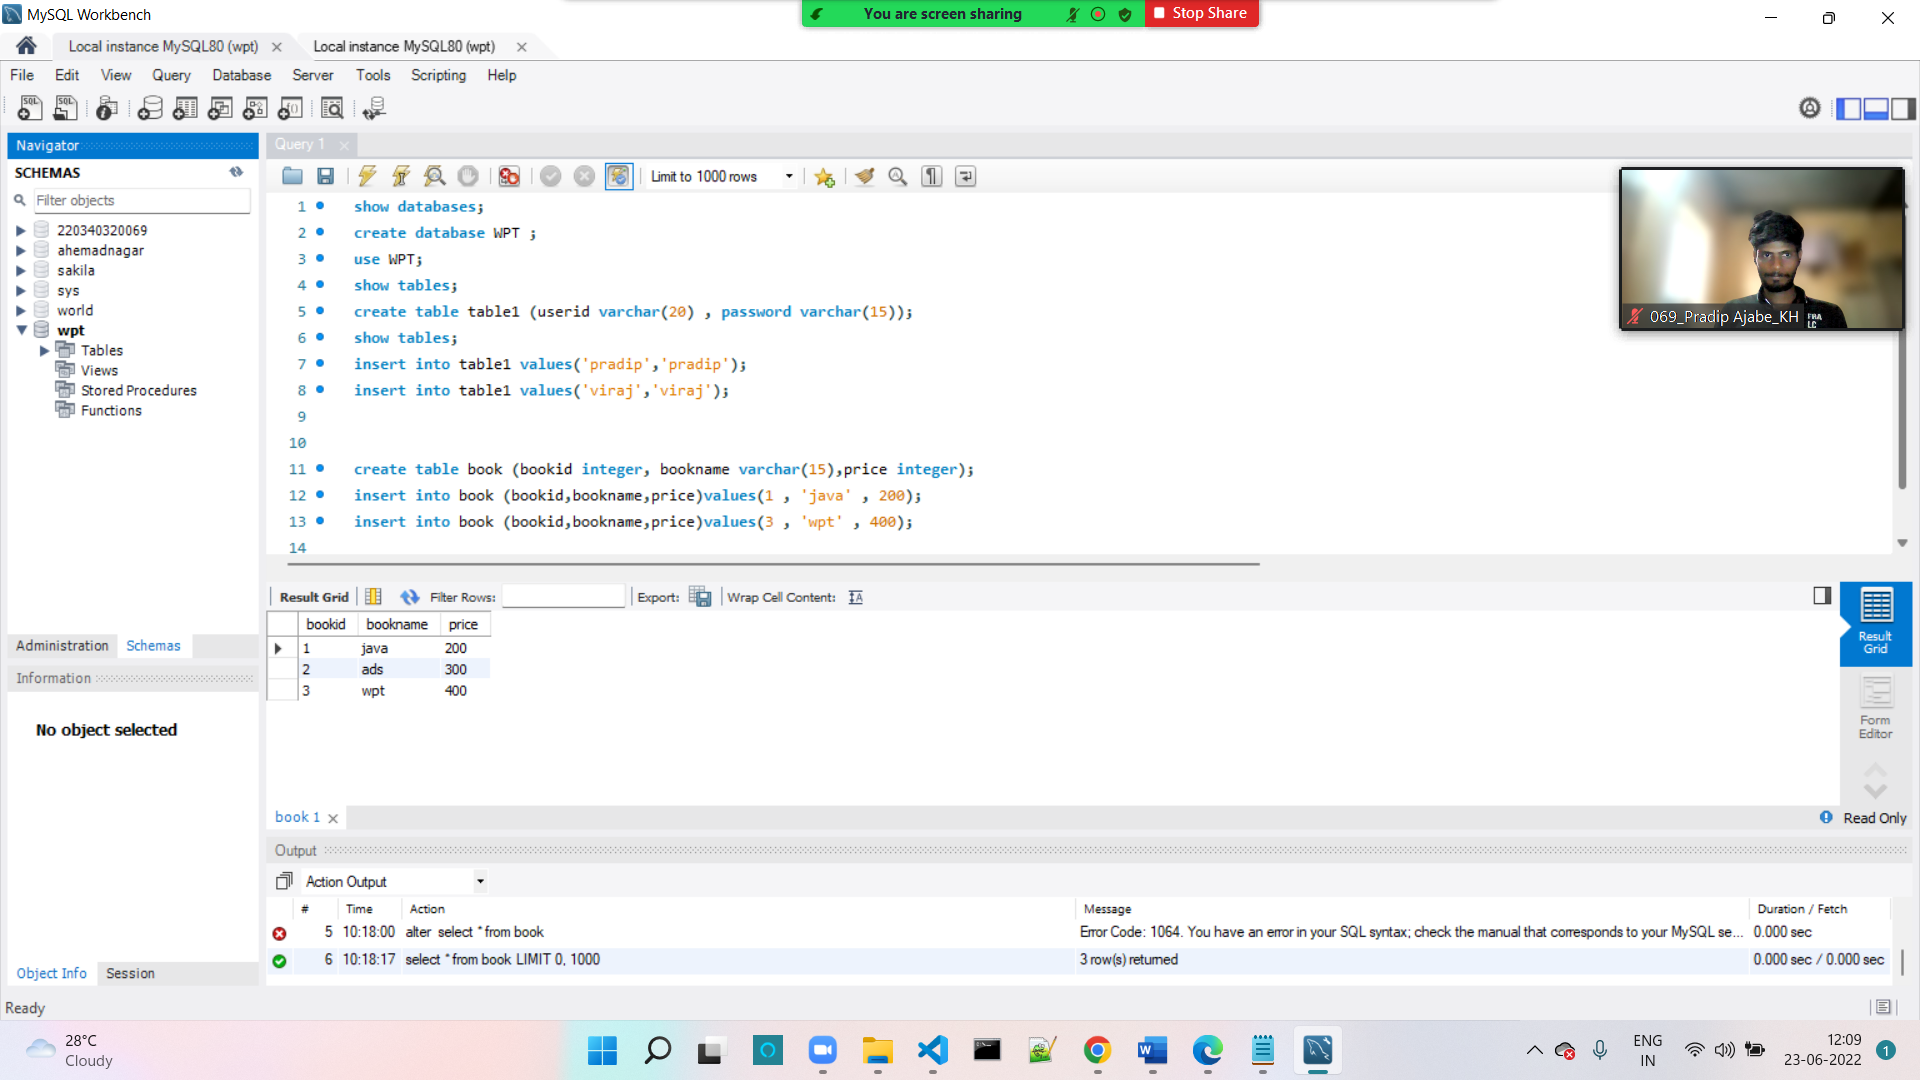 MySQL Workbench
You are screen sharing
Stop Share
Local instance MySQL80 (wpt)
Local instance MySQL80 (wpt)
File Edit View Query Database Server Tools Scripting Help
Navigator
SCHEMAS
Filter objects
220340320069
ahemadnagar
sakila
sys
world
wpt
Tables
Views
Stored Procedures
Functions
Administration Schemas
Information
No object selected
Object Info Session
Query 1
Limit to 1000 rows
1 show databases;
2 create database WPT ;
3 use WPT;
4 show tables;
5 create table table1 (userid varchar(20) , password varchar(15));
6 show tables;
7 insert into table1 values('pradip','pradip');
8 insert into table1 values('viraj','viraj');
9
10
11 create table book (bookid integer, bookname varchar(15),price integer);
12 insert into book (bookid,bookname,price)values(1 , 'java' , 200);
13 insert into book (bookid,bookname,price)values(3 , 'wpt' , 400);
14
069_Pradip Ajabe_KH
FRA
LC
Result Grid Filter Rows: Export: Wrap Cell Content:
bookid bookname price
1 java 200
2 ads 300
3 wpt 400
Result Grid
Form Editor
book 1
Read Only
Output
Action Output
# Time Action Message Duration / Fetch
5 10:18:00 alter select * from book Error Code: 1064. You have an error in your SQL syntax; check the manual that corresponds to your MySQL se... 0.000 sec
6 10:18:17 select * from book LIMIT 0, 1000 3 row(s) returned 0.000 sec / 0.000 sec
Ready
28°C
Cloudy
ENG
IN
12:09
23-06-2022
1